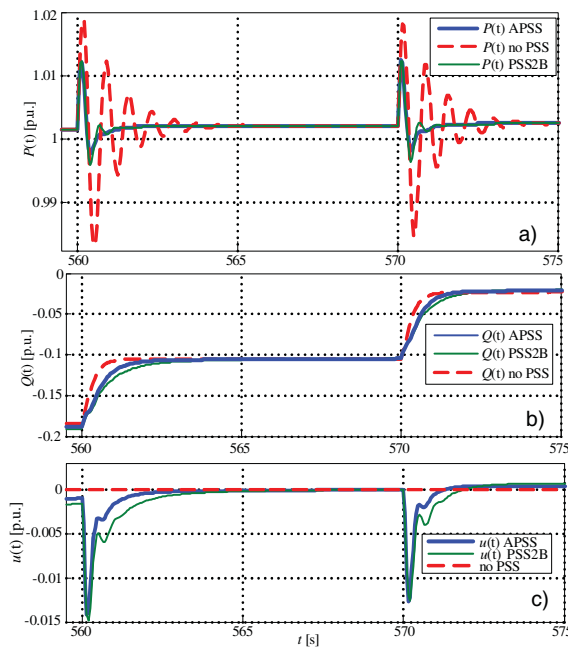 1.02
1.01
1
0.99
P(t) [p.u.]
P(t) APSS
P(t) no PSS
P(t) PSS2B
a)
560
565
570
575
0
-0.05
-0.1
-0.15
-0.2
Q(t) [p.u.]
Q(t) APSS
Q(t) PSS2B
Q(t) no PSS
b)
560
565
570
575
0
-0.005
-0.01
-0.015
u(t) [p.u.]
u(t) APSS
u(t) PSS2B
no PSS
c)
560
565
570
575
t [s]